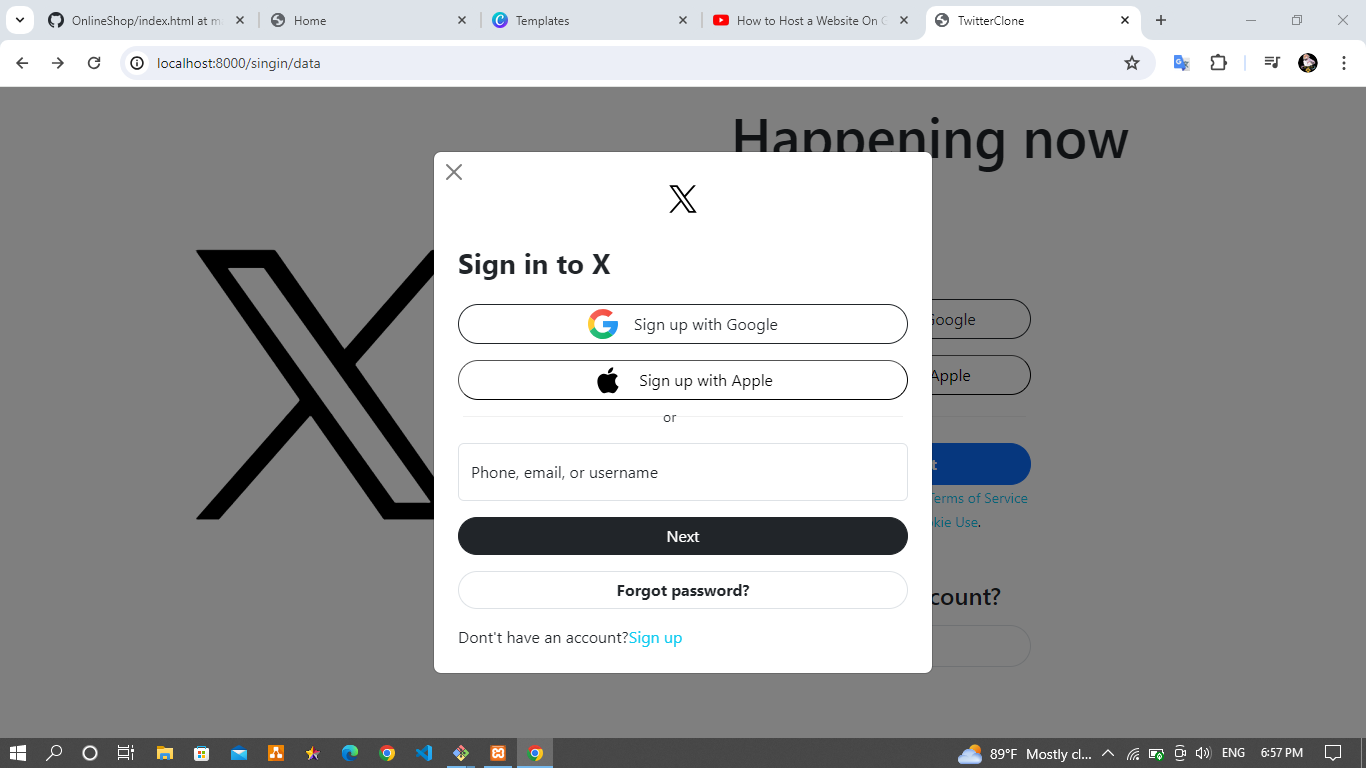 OnlineShop/index.html at m
Home
Templates
How to Host a Website On
TwitterClone
localhost:8000/singin/data
Happening now
Sign in to X
Sign up with Google
Google
Sign up with Apple
Apple
or
Phone, email, or username
Terms of Service
Next
kie Use.
Forgot password?
count?
Dont't have an account?Sign up
89°F Mostly cl...
ENG
6:57 PM